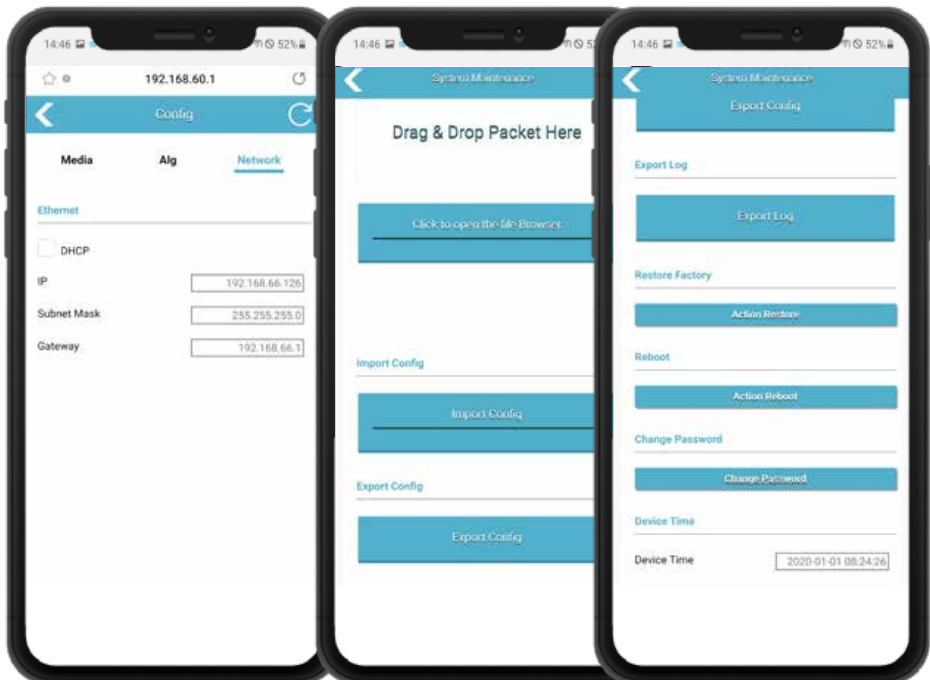 14:46 52%
192.168.60.1
Config
Media Alg Network
Ethernet
DHCP
IP 192.168.66.126
Subnet Mask 255.255.255.0
Gateway 192.168.66.1
14:46 5
System Maintenance
Drag & Drop Packet Here
Click to open the file Browser
Import Config
Import Config
Export Config
Export Config
14:46 52%
System Maintenance
Export Config
Export Log
Export Log
Restore Factory
Action Restore
Reboot
Action Reboot
Change Password
Change Password
Device Time
Device Time 2020-01-01 08:24:26